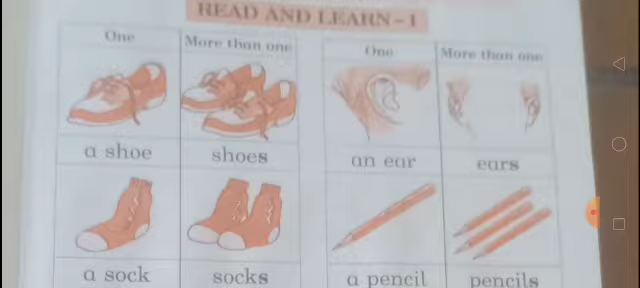 READ AND LEARN-1
One More than one One More than one
a shoe shoes an ear ears
a sock socks a pencil pencils